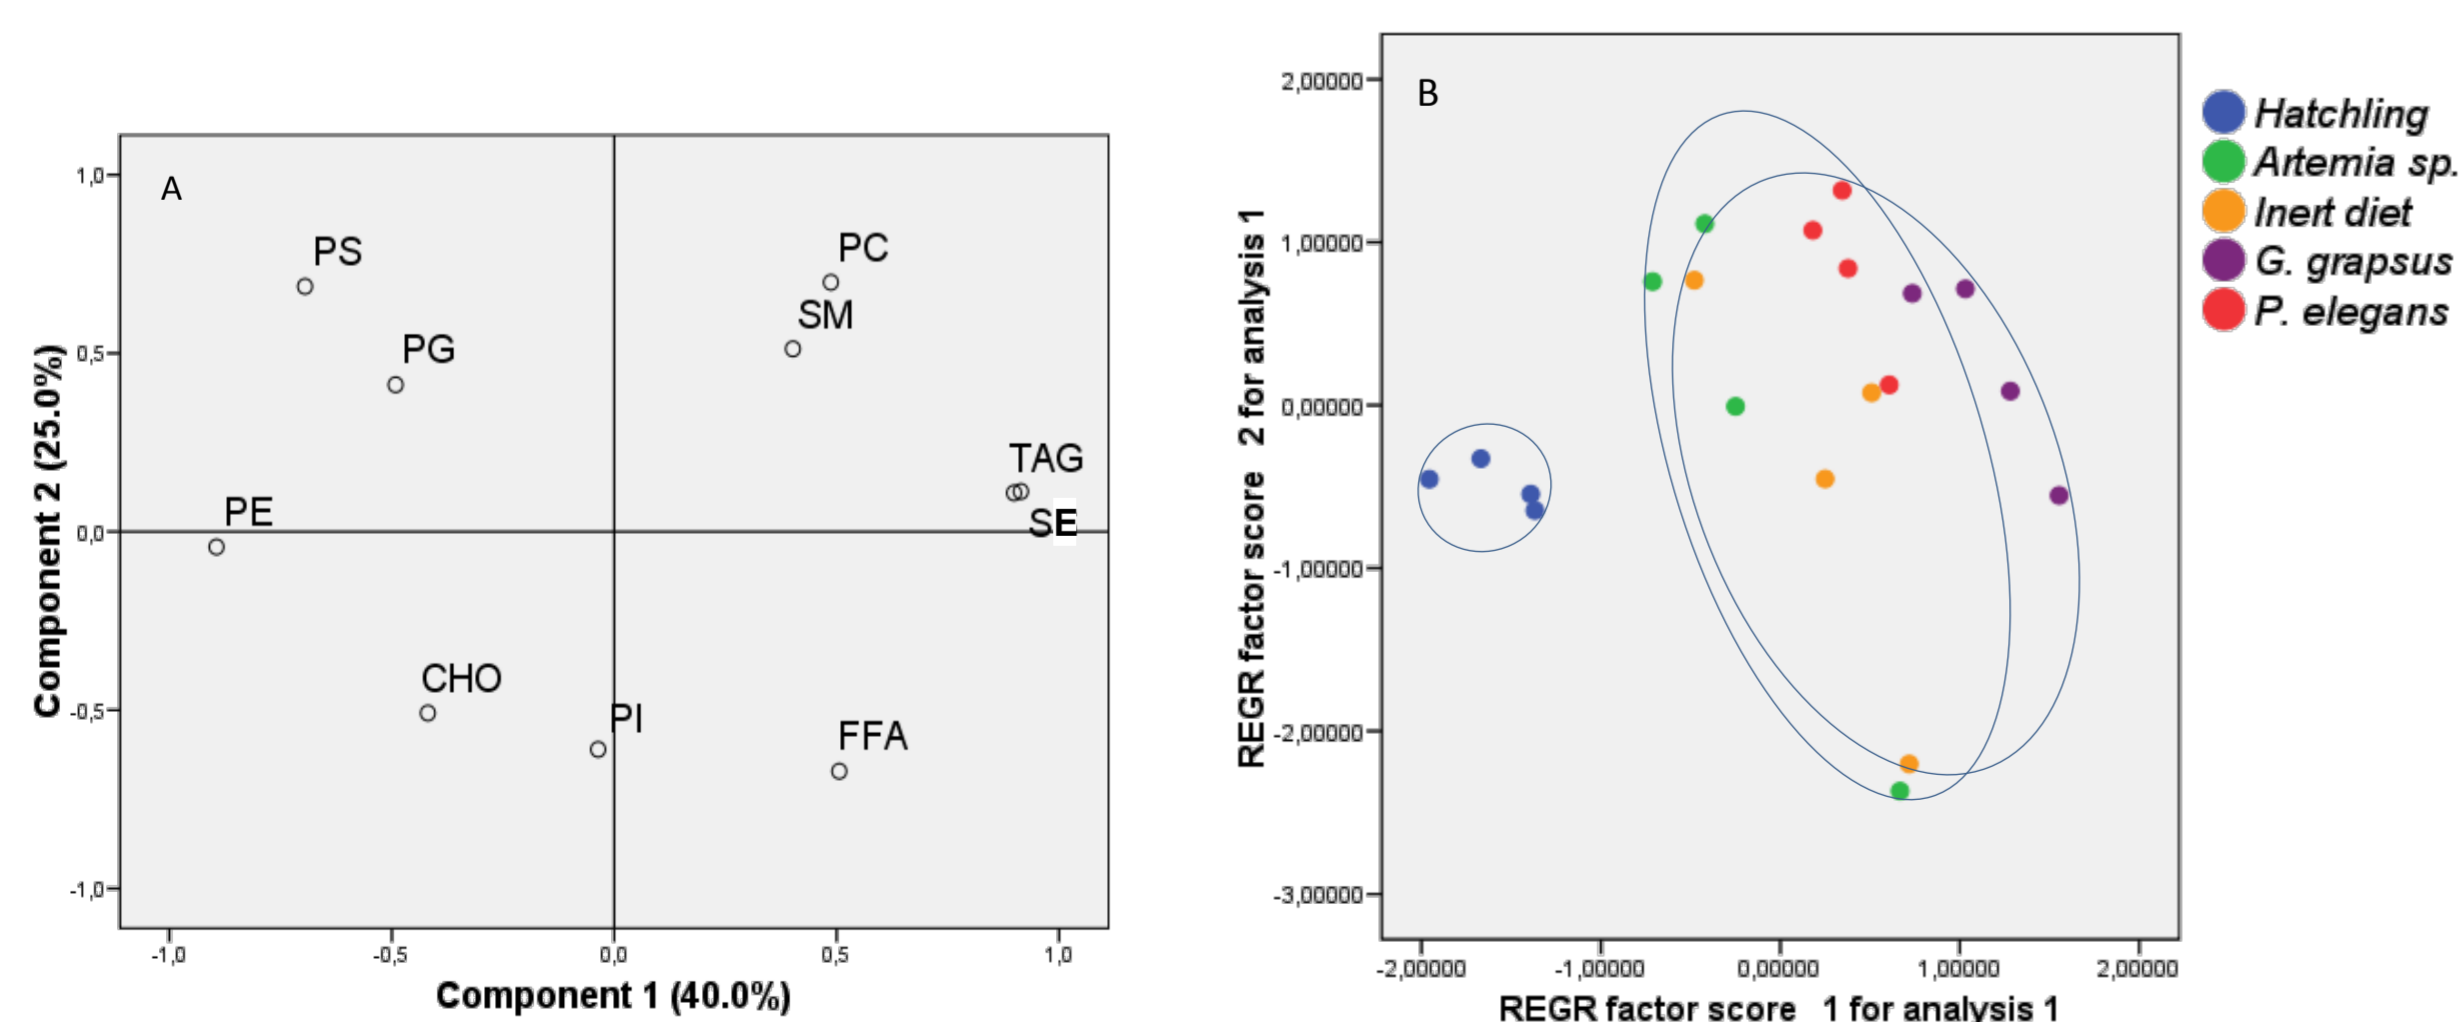 A
PS
PC
SM
PG
TAG
SE
PE
CHO
PI
FFA
1,0
0,5
0,0
-0,5
-1,0
-1,0
-0,5
0,0
0,5
1,0
Component 2 (25.0%)
Component 1 (40.0%)
B
2,00000
1,00000
0,00000
-1,00000
-2,00000
-3,00000
-2,00000
-1,00000
0,00000
1,00000
2,00000
REGR factor score 2 for analysis 1
REGR factor score 1 for analysis 1
Hatchling
Artemia sp.
Inert diet
G. grapsus
P. elegans